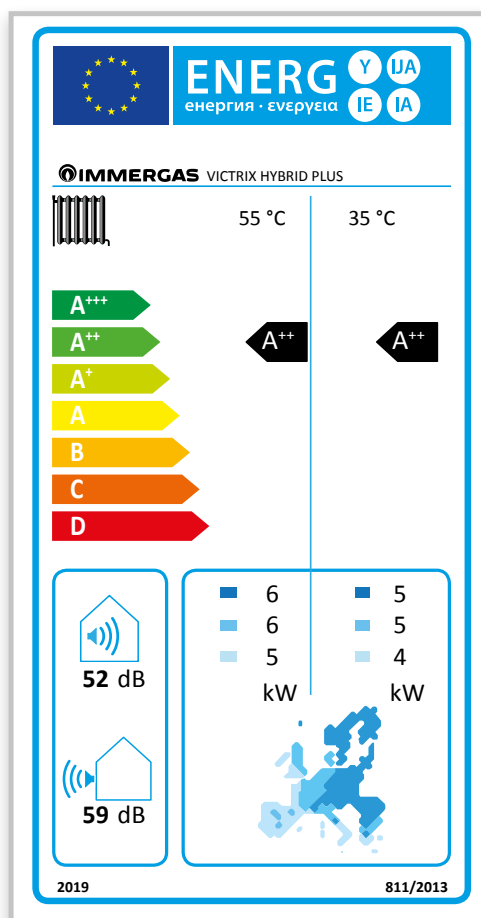 ENERG Y IJA
енергия · ενεργεια IE IA
IMMERGAS VICTRIX HYBRID PLUS
55 °C 35 °C
A+++
A++ A++ A++
A+
A
B
C
D
6 5
6 5
5 4
kW kW
52 dB
59 dB
2019 811/2013